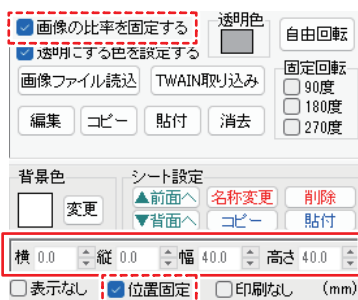 画像の比率を固定する
透明色
透明にする色を設定する
自由回転
画像ファイル読込 TWAIN取り込み
固定回転
90度
180度
270度
編集 コピー 貼付 消去
背景色
変更
シート設定
▲前面へ 名称変更 削除
▼背面へ コピー 貼付
横 0.0 縦 0.0 幅 40.0 高さ 40.0
表示なし 位置固定 印刷なし (mm)